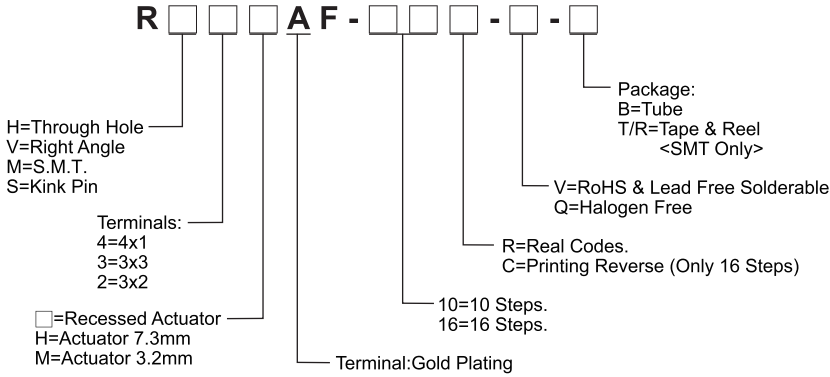 R □ □ □ A F - □ □ □ - □ - □
H=Through Hole
V=Right Angle
M=S.M.T.
S=Kink Pin
Terminals:
4=4x1
3=3x3
2=3x2
□=Recessed Actuator
H=Actuator 7.3mm
M=Actuator 3.2mm
Terminal:Gold Plating
10=10 Steps.
16=16 Steps.
R=Real Codes.
C=Printing Reverse (Only 16 Steps)
V=RoHS & Lead Free Solderable
Q=Halogen Free
Package:
B=Tube
T/R=Tape & Reel
<SMT Only>